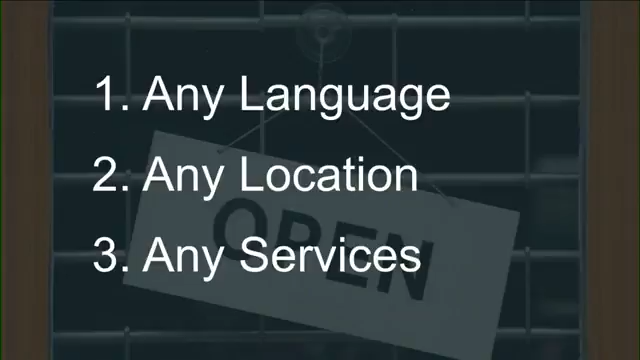 1. Any Language
2. Any Location
3. Any Services
OPEN